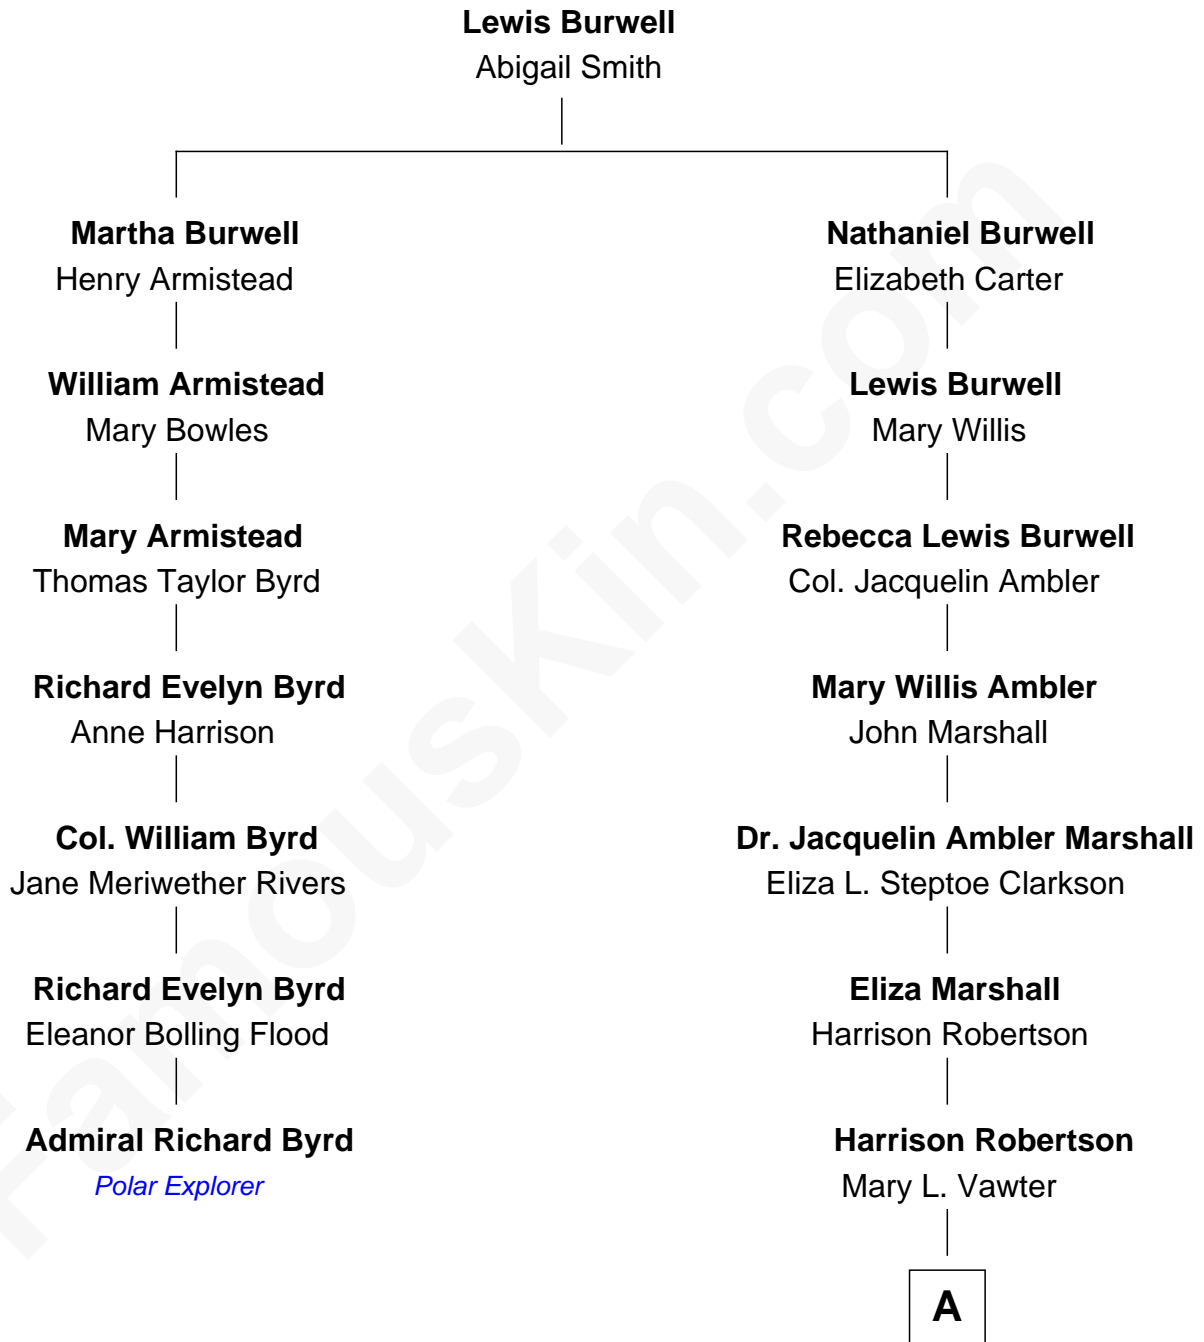 Lewis Burwell
Abigail Smith
Martha Burwell
Henry Armistead
William Armistead
Mary Bowles
Mary Armistead
Thomas Taylor Byrd
Richard Evelyn Byrd
Anne Harrison
Col. William Byrd
Jane Meriwether Rivers
Richard Evelyn Byrd
Eleanor Bolling Flood
Admiral Richard Byrd
Polar Explorer
Nathaniel Burwell
Elizabeth Carter
Lewis Burwell
Mary Willis
Rebecca Lewis Burwell
Col. Jacquelin Ambler
Mary Willis Ambler
John Marshall
Dr. Jacquelin Ambler Marshall
Eliza L. Steptoe Clarkson
Eliza Marshall
Harrison Robertson
Harrison Robertson
Mary L. Vawter
A
FamousKin.com